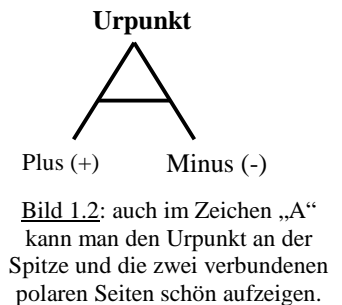 Urpunkt
Plus (+) Minus (-)
Bild 1.2: auch im Zeichen „A“
kann man den Urpunkt an der
Spitze und die zwei verbundenen
polaren Seiten schön aufzeigen.